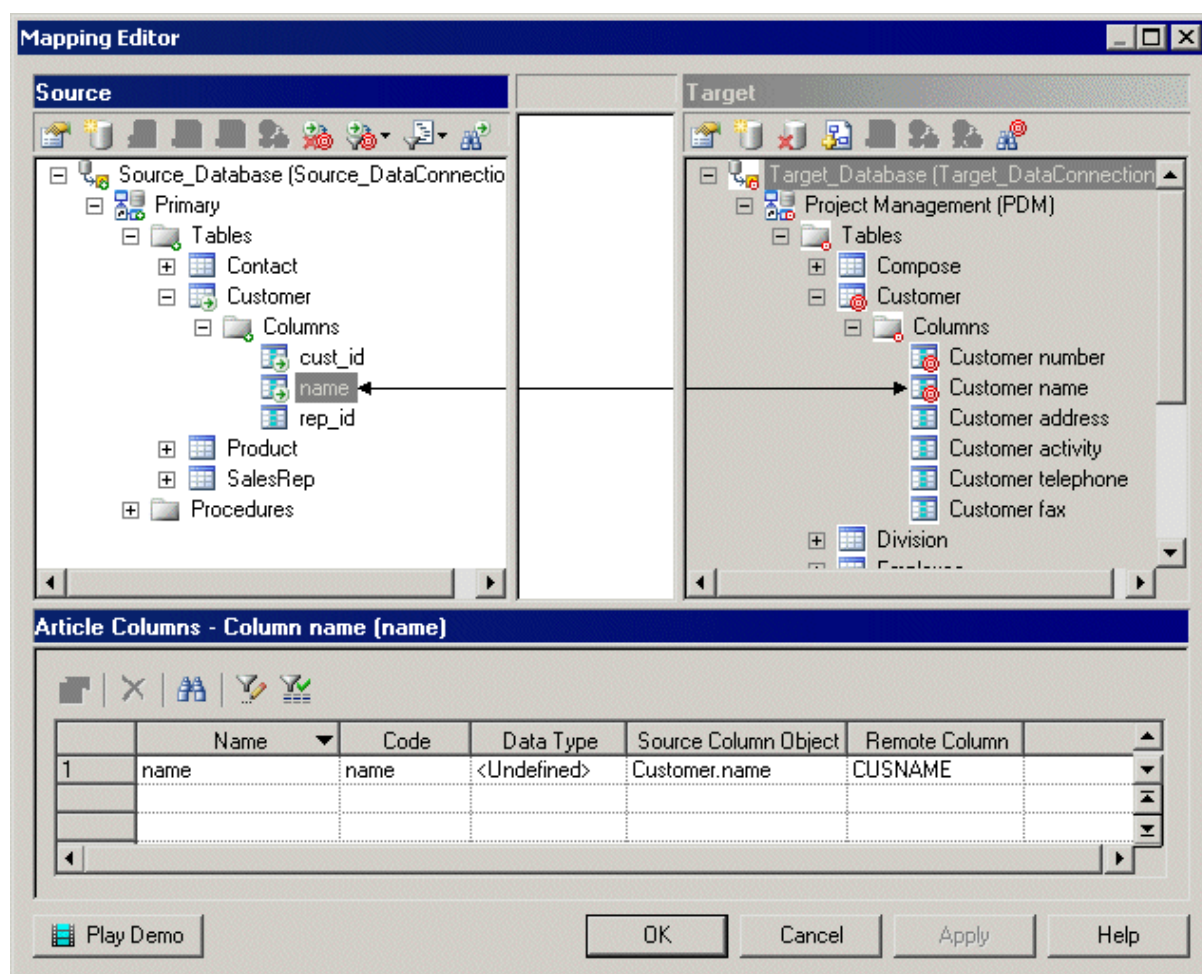 Mapping Editor
Source
Target
Source_Database (Source_DataConnectio
Primary
Tables
Contact
Customer
Columns
cust_id
name
rep_id
Product
SalesRep
Procedures
Target_Database (Target_DataConnection
Project Management (PDM)
Tables
Compose
Customer
Columns
Customer number
Customer name
Customer address
Customer activity
Customer telephone
Customer fax
Division
Article Columns - Column name (name)
Name Code Data Type Source Column Object Remote Column
1 name name <Undefined> Customer.name CUSNAME
Play Demo OK Cancel Apply Help